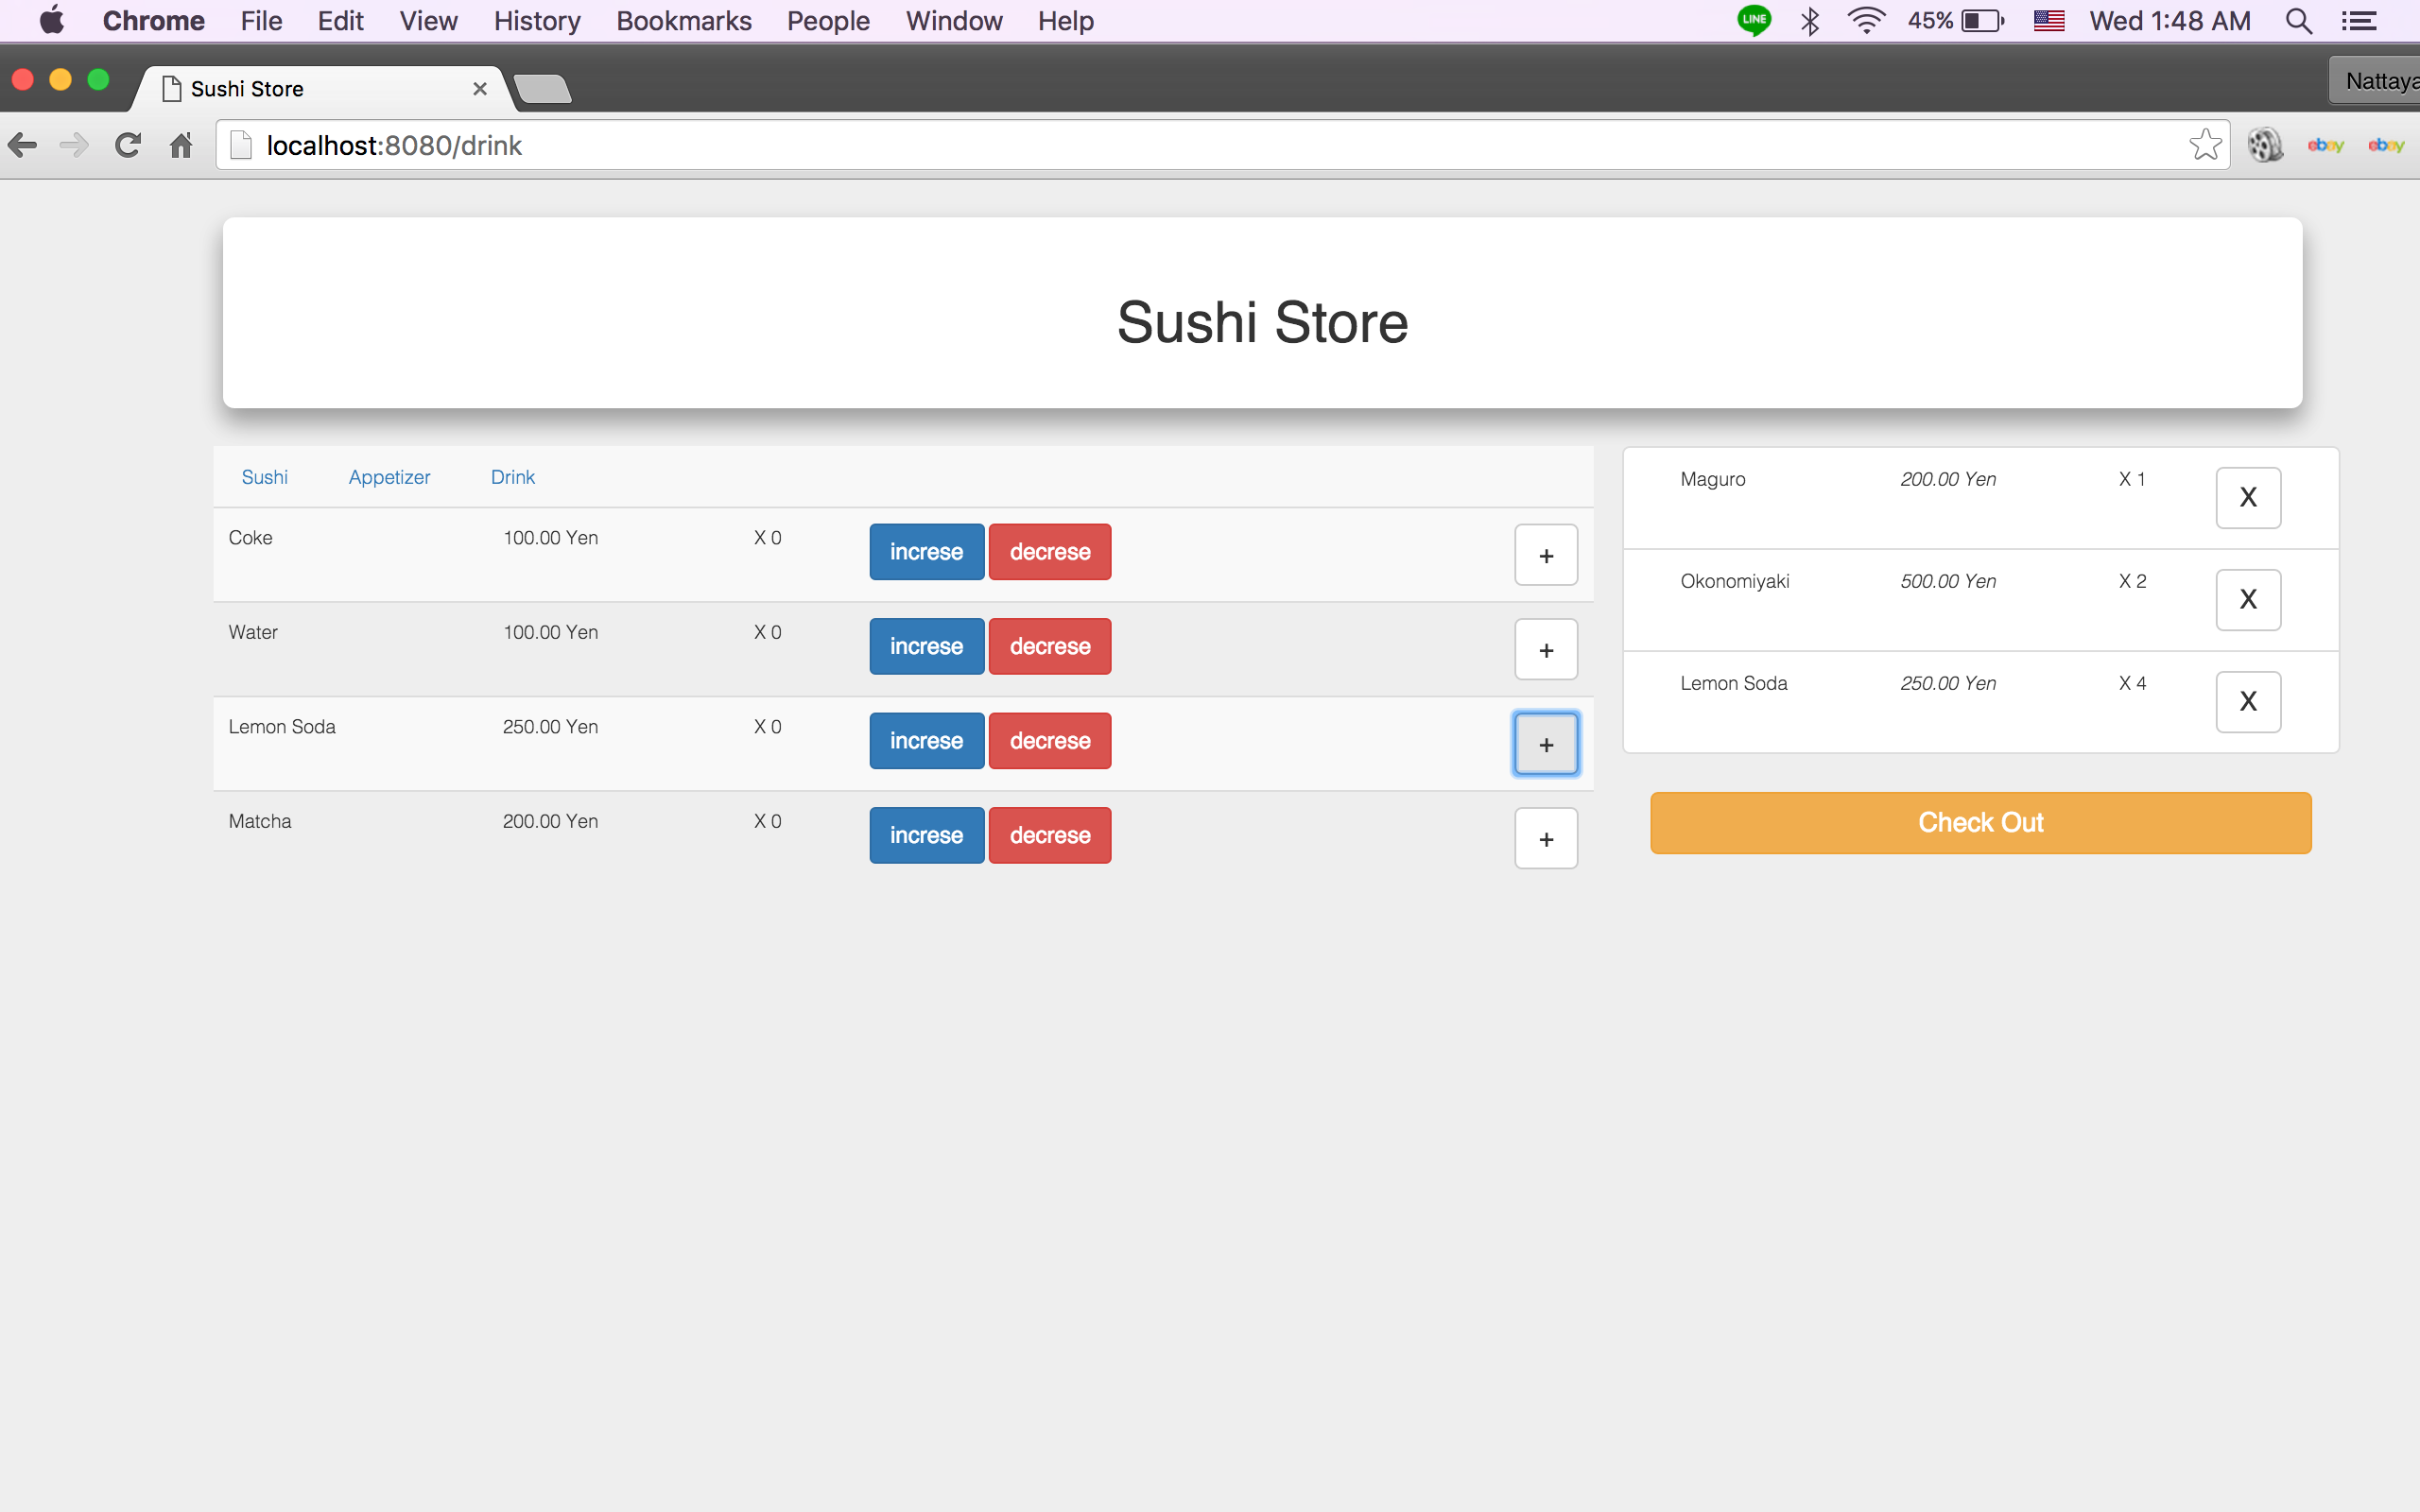 Chrome File Edit View History Bookmarks People Window Help LINE 45% Wed 1:48 AM
Sushi Store Nattaya
localhost:8080/drink ebay ebay
Sushi Store
Sushi Appetizer Drink
Coke 100.00 Yen X 0 increse decrese +
Water 100.00 Yen X 0 increse decrese +
Lemon Soda 250.00 Yen X 0 increse decrese +
Matcha 200.00 Yen X 0 increse decrese +
Maguro 200.00 Yen X 1 X
Okonomiyaki 500.00 Yen X 2 X
Lemon Soda 250.00 Yen X 4 X
Check Out